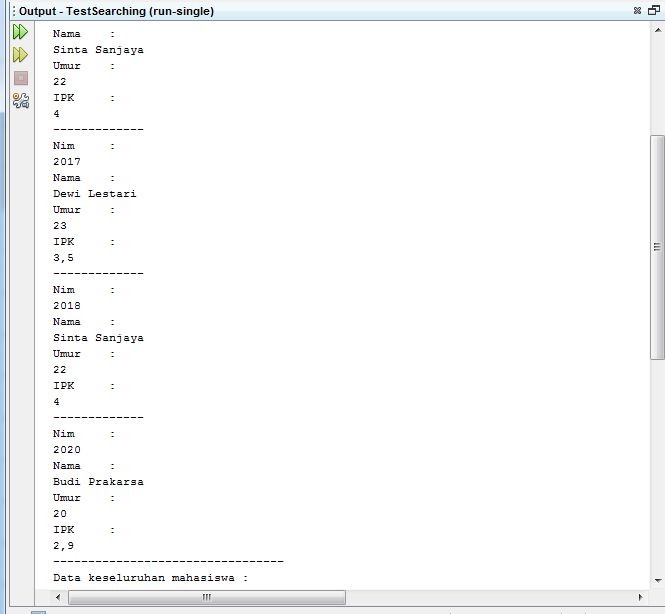 Output - TestSearching (run-single)
Nama    :
Sinta Sanjaya
Umur    :
22
IPK     :
4
-------------
Nim     :
2017
Nama    :
Dewi Lestari
Umur    :
23
IPK     :
3,5
-------------
Nim     :
2018
Nama    :
Sinta Sanjaya
Umur    :
22
IPK     :
4
-------------
Nim     :
2020
Nama    :
Budi Prakarsa
Umur    :
20
IPK     :
2,9
---------------------------------
Data keseluruhan mahasiswa :